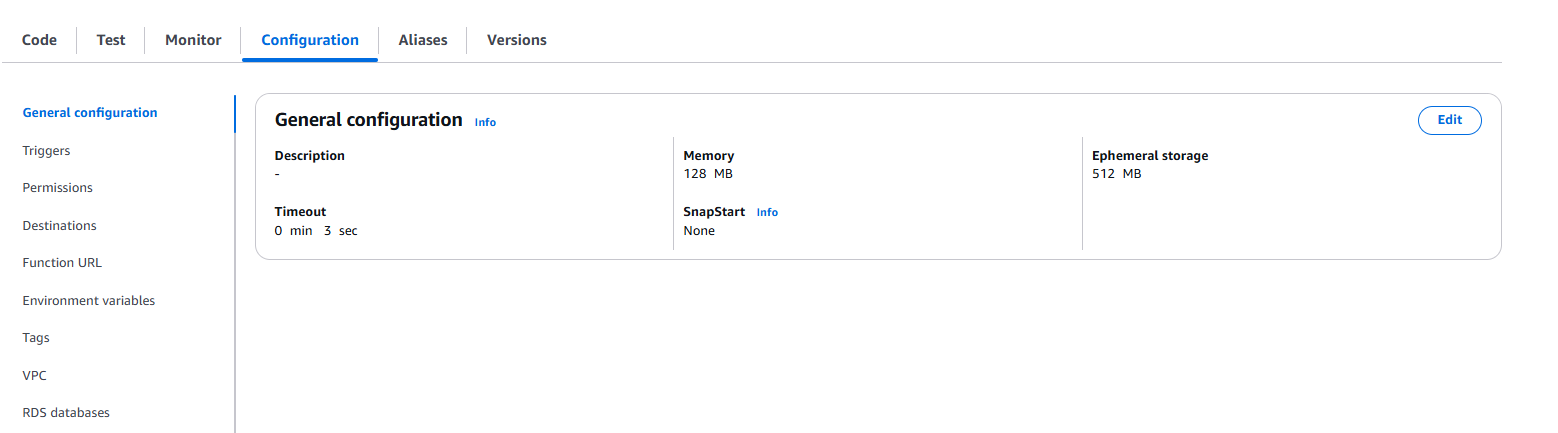 Code Test Monitor Configuration Aliases Versions
General configuration
Triggers
Permissions
Destinations
Function URL
Environment variables
Tags
VPC
RDS databases
General configuration Info
Edit
Description
-
Timeout
0 min 3 sec
Memory
128 MB
SnapStart Info
None
Ephemeral storage
512 MB